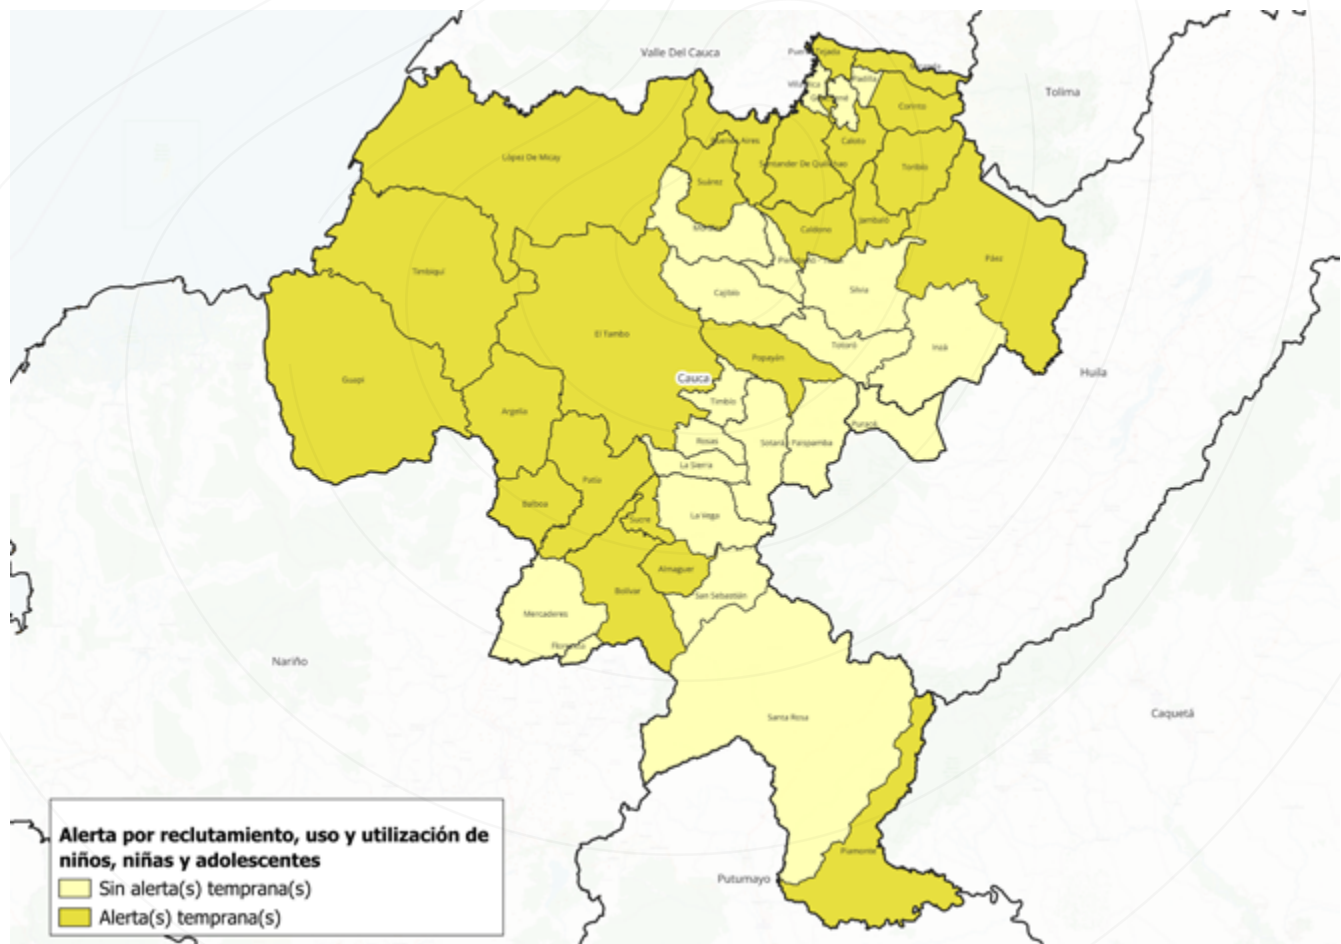 Valle Del Cauca
Tolima
Padilla
Corinto
Caloto
López De Micay
Santander De Quilichao
Toribío
Suárez
Jambaló
Caldono
Páez
Timbiquí
Silvia
Cajibío
El Tambo
Totoró
Inzá
Popayán
Huila
Cauca
Guapi
Timbío
Argelia
Puracé
Rosas
Sotará - Paispamba
La Sierra
Patía
Balboa
La Vega
Sucre
Almaguer
Bolívar
San Sebastián
Mercaderes
Florencia
Nariño
Caquetá
Santa Rosa
Piamonte
Putumayo
Alerta por reclutamiento, uso y utilización de
niños, niñas y adolescentes
Sin alerta(s) temprana(s)
Alerta(s) temprana(s)